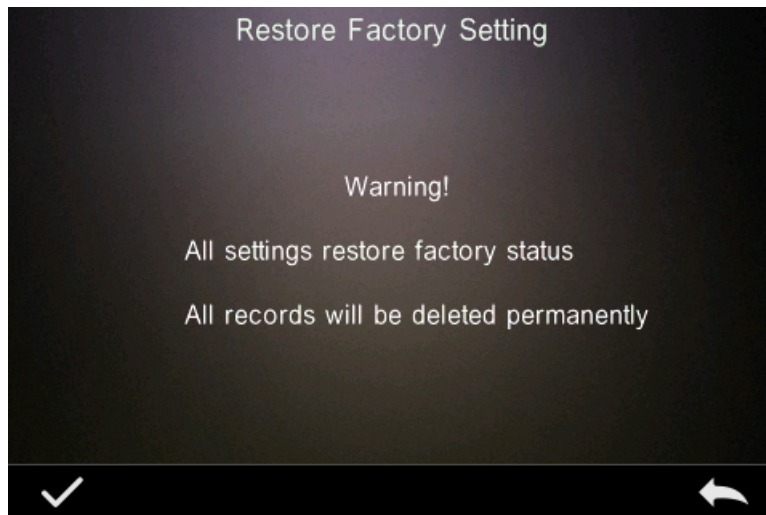 Restore Factory Setting
Warning!
All settings restore factory status
All records will be deleted permanently